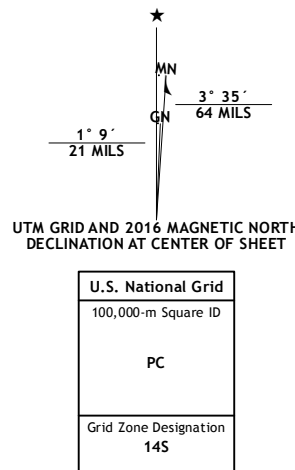 ★
MN
3° 35´
64 MILS
GN
1° 9´
21 MILS
UTM GRID AND 2016 MAGNETIC NORTH
DECLINATION AT CENTER OF SHEET
U.S. National Grid
100,000-m Square ID
PC
Grid Zone Designation
14S